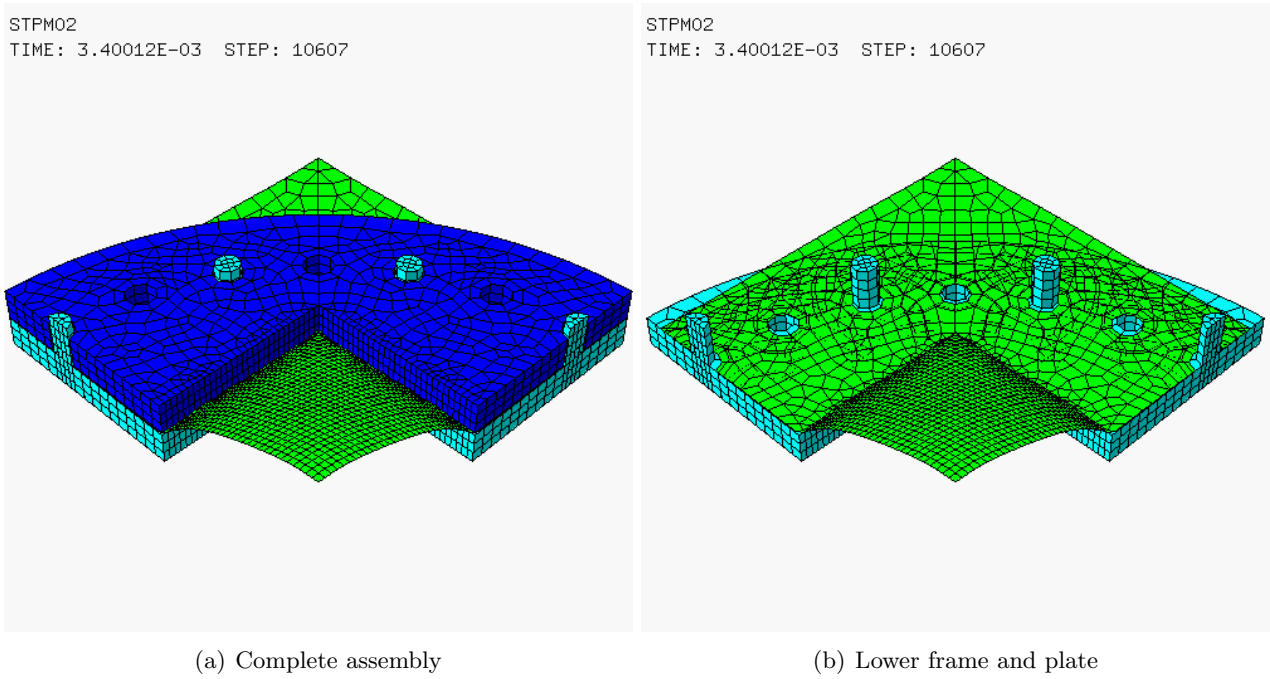 STPM02
TIME: 3.40012E-03 STEP: 10607
STPM02
TIME: 3.40012E-03 STEP: 10607
(a) Complete assembly
(b) Lower frame and plate